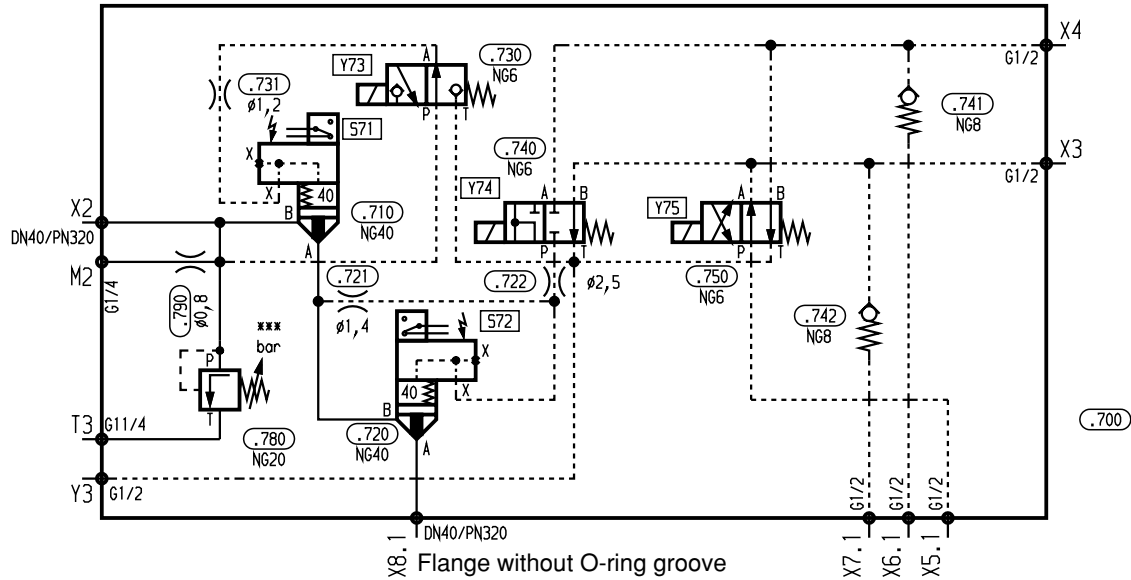 X4
G1/2
.730
NG6
Y73
A
P
T
.731
ø1,2
S71
X
X
40
B
A
.710
NG40
.741
NG8
.740
NG6
X3
G1/2
Y74
A
B
P
T
Y75
A
B
P
T
X2
DN40/PN320
M2
G1/4
.790
ø0,8
.721
ø1,4
.722
ø2,5
.750
NG6
.742
NG8
***
bar
P
T
S72
X
X
40
B
A
.720
NG40
T3
G11/4
.780
NG20
.700
Y3
G1/2
X8.1
DN40/PN320
Flange without O-ring groove
X7.1
G1/2
X6.1
G1/2
X5.1
G1/2